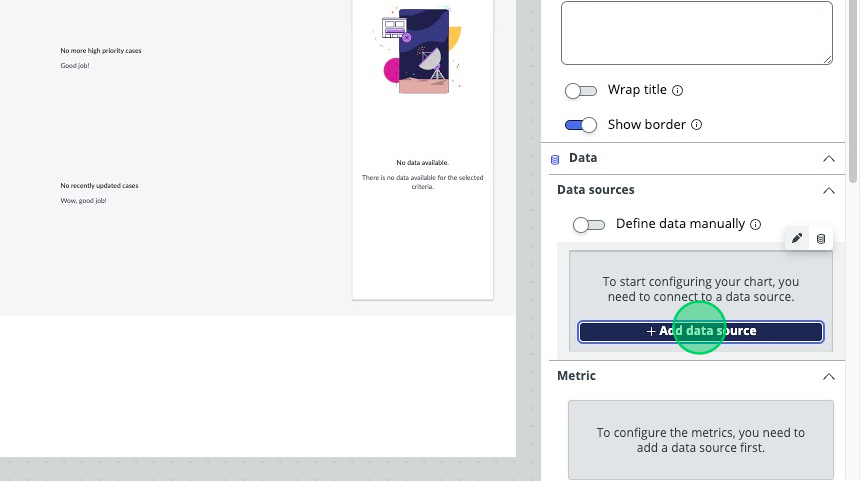 No more high priority cases
Good job!
No recently updated cases
Wow, good job!
No data available.
There is no data available for the selected
criteria.
Wrap title
Show border
Data
Data sources
Define data manually
To start configuring your chart, you
need to connect to a data source.
+ Add data source
Metric
To configure the metrics, you need to
add a data source first.